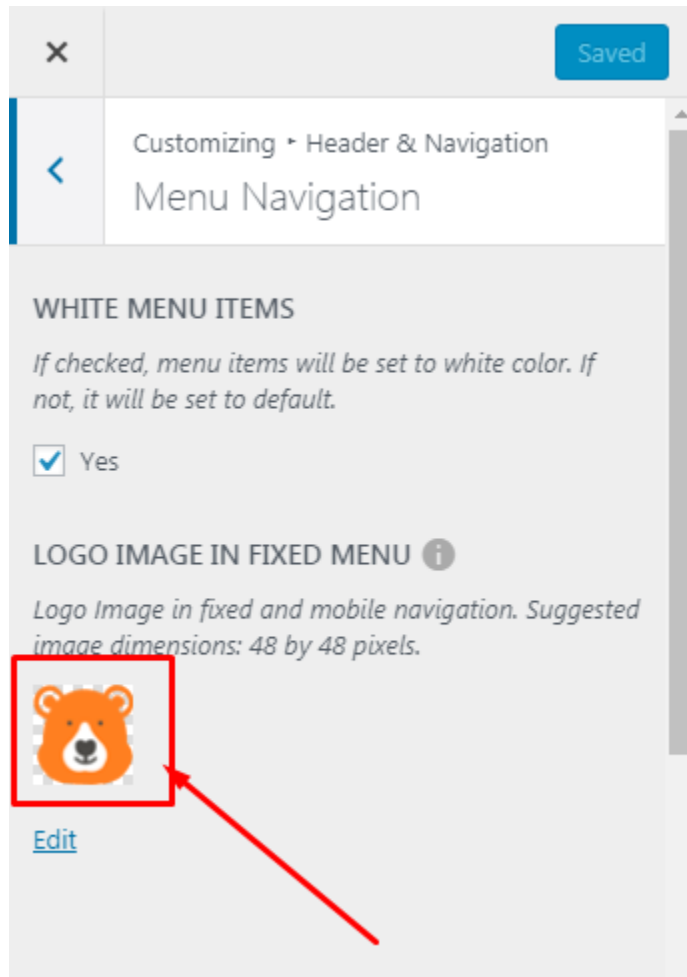 Saved
Customizing ‣ Header & Navigation
Menu Navigation
WHITE MENU ITEMS
If checked, menu items will be set to white color. If
not, it will be set to default.
Yes
LOGO IMAGE IN FIXED MENU
Logo Image in fixed and mobile navigation. Suggested
image dimensions: 48 by 48 pixels.
Edit